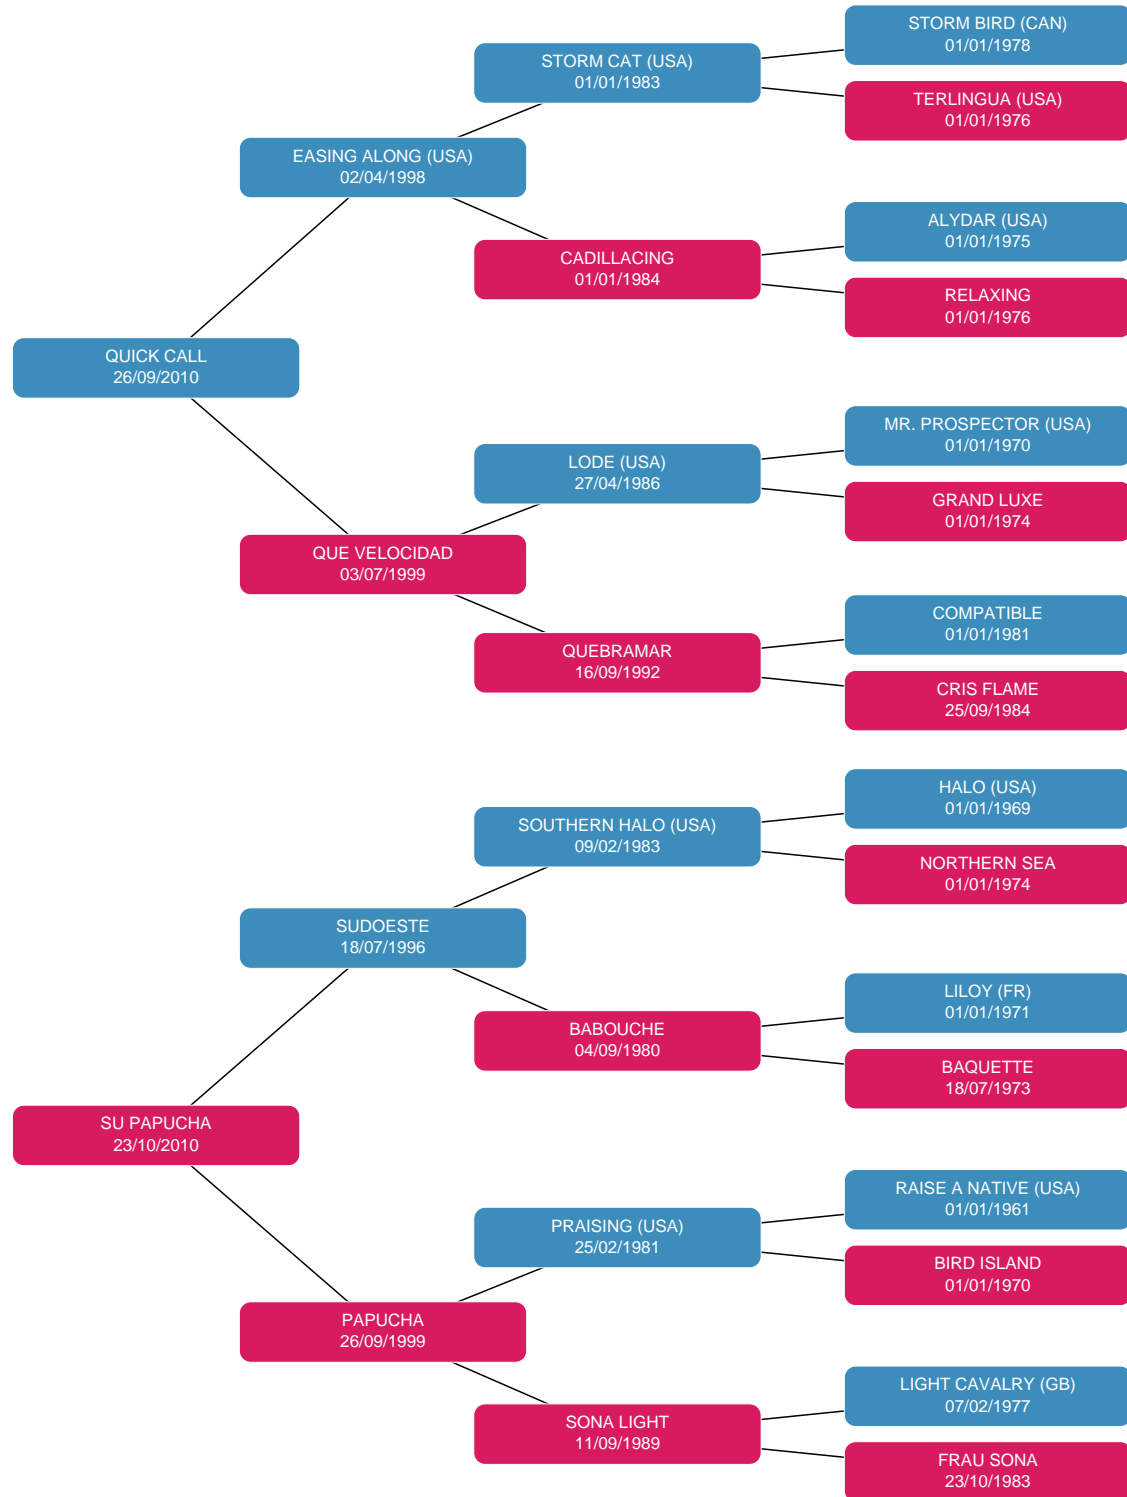 STORM BIRD (CAN)
01/01/1978
STORM CAT (USA)
01/01/1983
TERLINGUA (USA)
01/01/1976
EASING ALONG (USA)
02/04/1998
ALYDAR (USA)
01/01/1975
CADILLACING
01/01/1984
RELAXING
01/01/1976
QUICK CALL
26/09/2010
MR. PROSPECTOR (USA)
01/01/1970
LODE (USA)
27/04/1986
GRAND LUXE
01/01/1974
QUE VELOCIDAD
03/07/1999
COMPATIBLE
01/01/1981
QUEBRAMAR
16/09/1992
CRIS FLAME
25/09/1984
HALO (USA)
01/01/1969
SOUTHERN HALO (USA)
09/02/1983
NORTHERN SEA
01/01/1974
SUDOESTE
18/07/1996
LILOY (FR)
01/01/1971
BABOUCHE
04/09/1980
BAQUETTE
18/07/1973
SU PAPUCHA
23/10/2010
RAISE A NATIVE (USA)
01/01/1961
PRAISING (USA)
25/02/1981
BIRD ISLAND
01/01/1970
PAPUCHA
26/09/1999
LIGHT CAVALRY (GB)
07/02/1977
SONA LIGHT
11/09/1989
FRAU SONA
23/10/1983